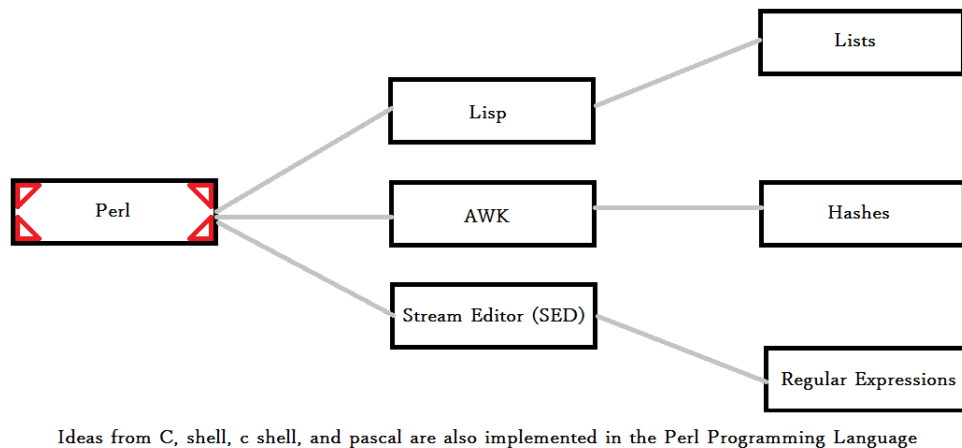 Lists
Lisp
Perl
AWK
Hashes
Stream Editor (SED)
Regular Expressions
Ideas from C, shell, c shell, and pascal are also implemented in the Perl Programming Language